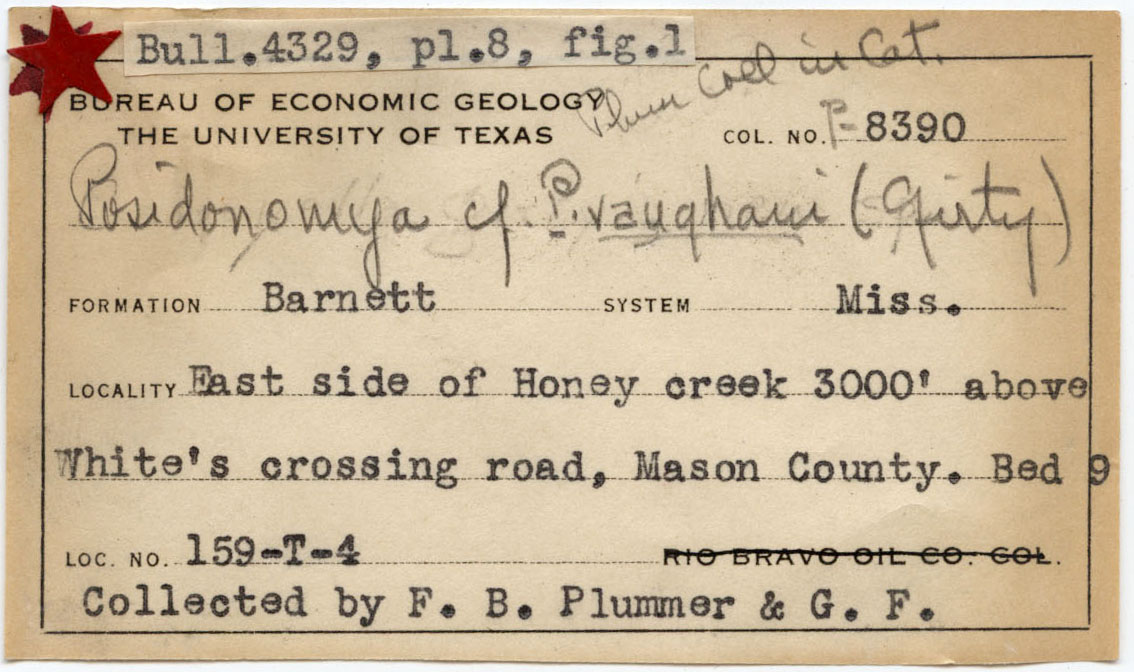 Bull.4329, pl.8, fig.1
Plum Coll in Cat.
BUREAU OF ECONOMIC GEOLOGY
THE UNIVERSITY OF TEXAS
COL. NO. P-8390
Posidonomya cf. P. vaughani (Girty)
FORMATION Barnett SYSTEM Miss.
LOCALITY East side of Honey creek 3000' above
White's crossing road, Mason County. Bed 9
LOC. NO. 159-T-4 RIO BRAVO OIL CO. COL.
Collected by F. B. Plummer & G. F.